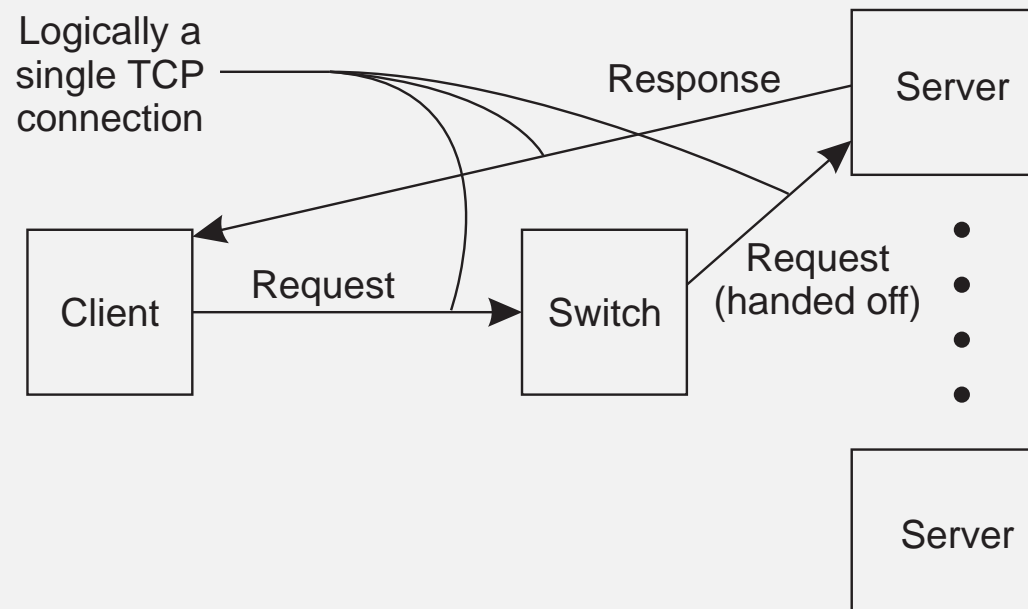 Logically a
single TCP
connection
Response
Server
Client
Request
Switch
Request
(handed off)
Server